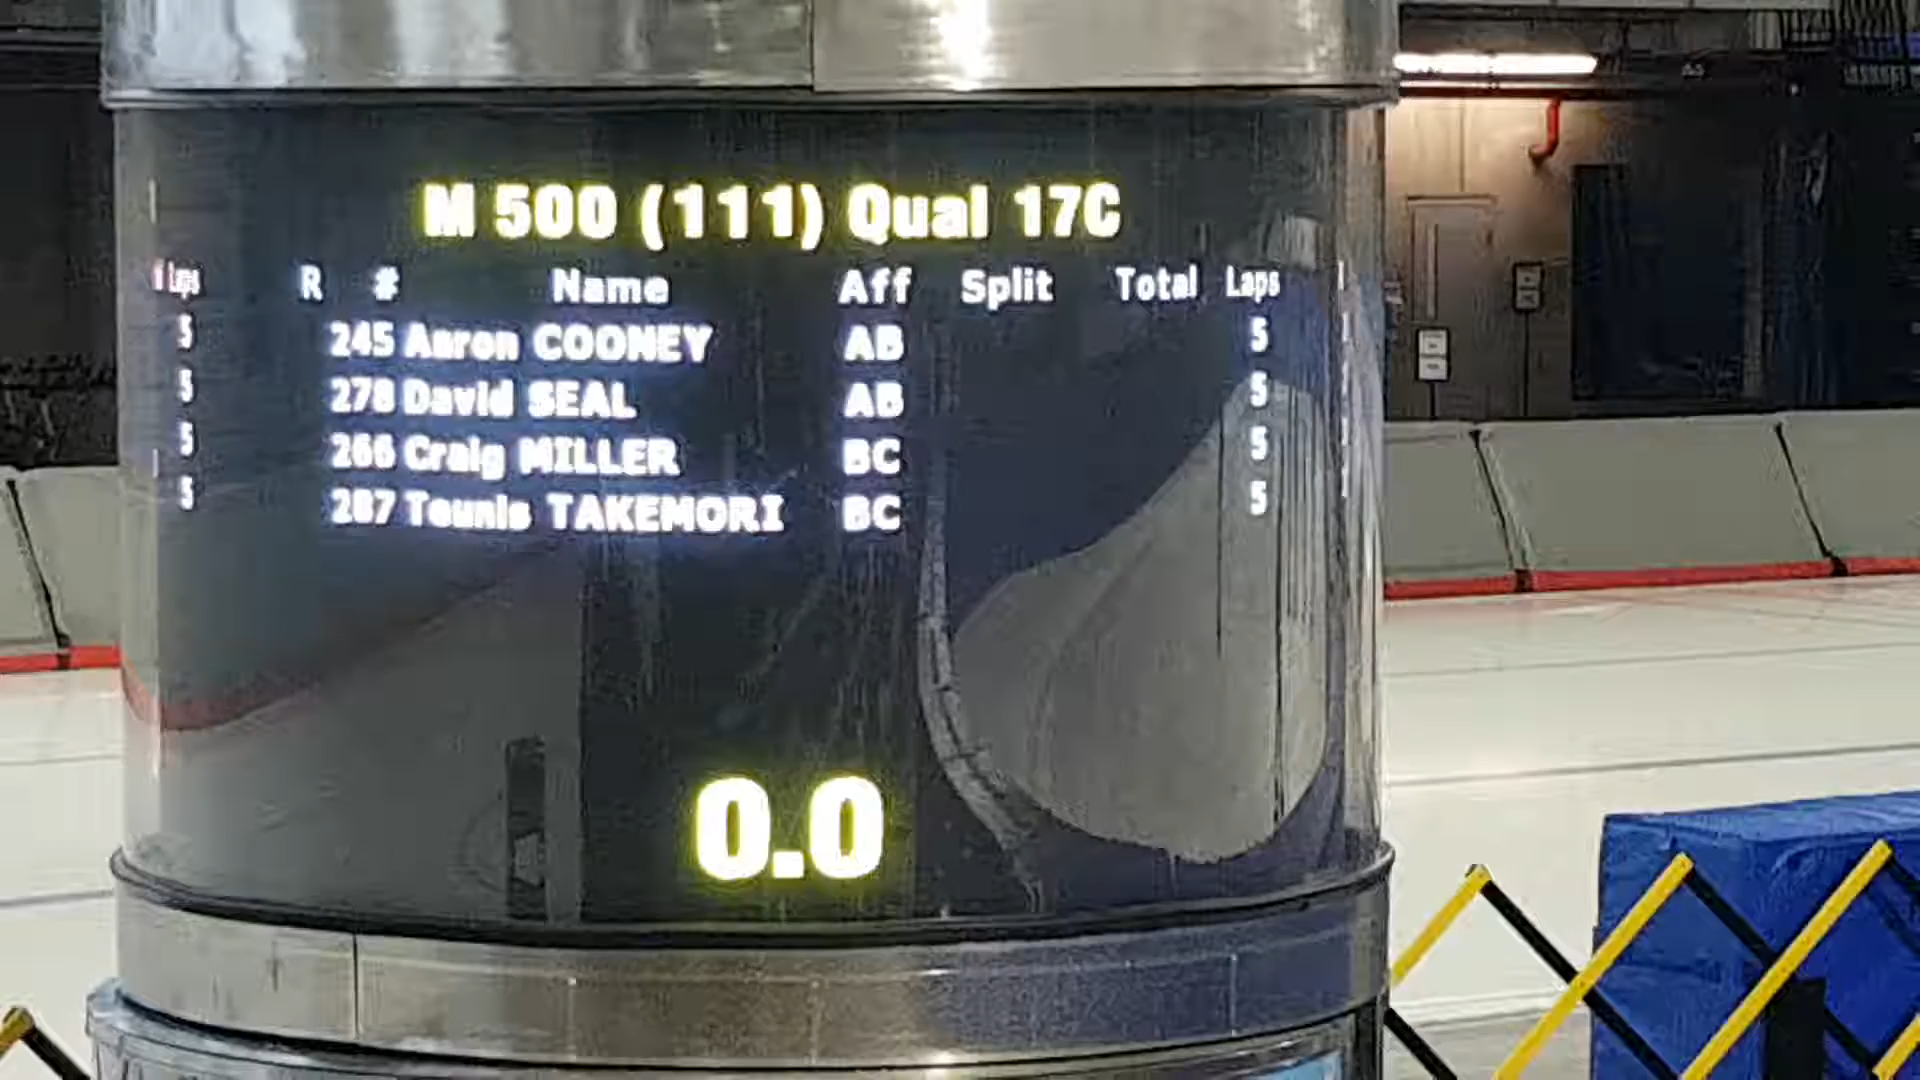 M 500 (111) Qual 17C
Laps R # Name Aff Split Total Laps
5 245 Aaron COONEY AB 5
5 278 David SEAL AB 5
5 266 Craig MILLER BC 5
5 287 Teunis TAKEMORI BC 5
0.0